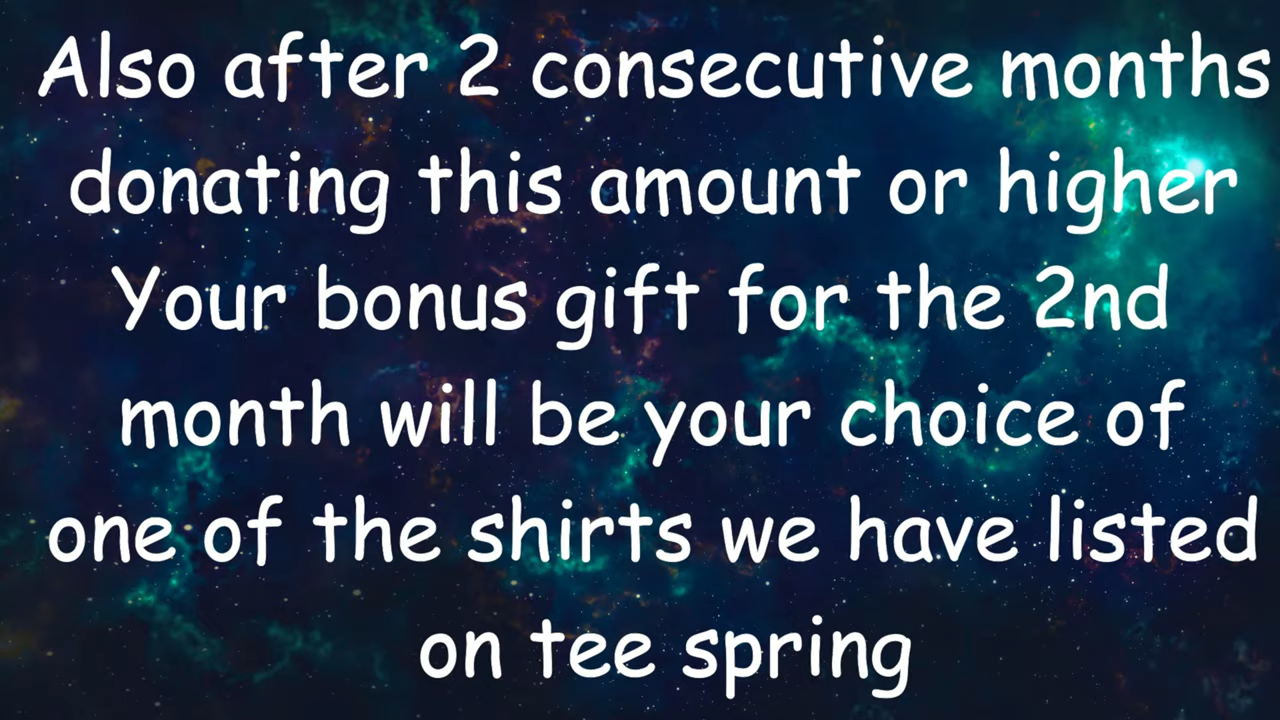 Also after 2 consecutive months
donating this amount or higher
Your bonus gift for the 2nd
month will be your choice of
one of the shirts we have listed
on tee spring